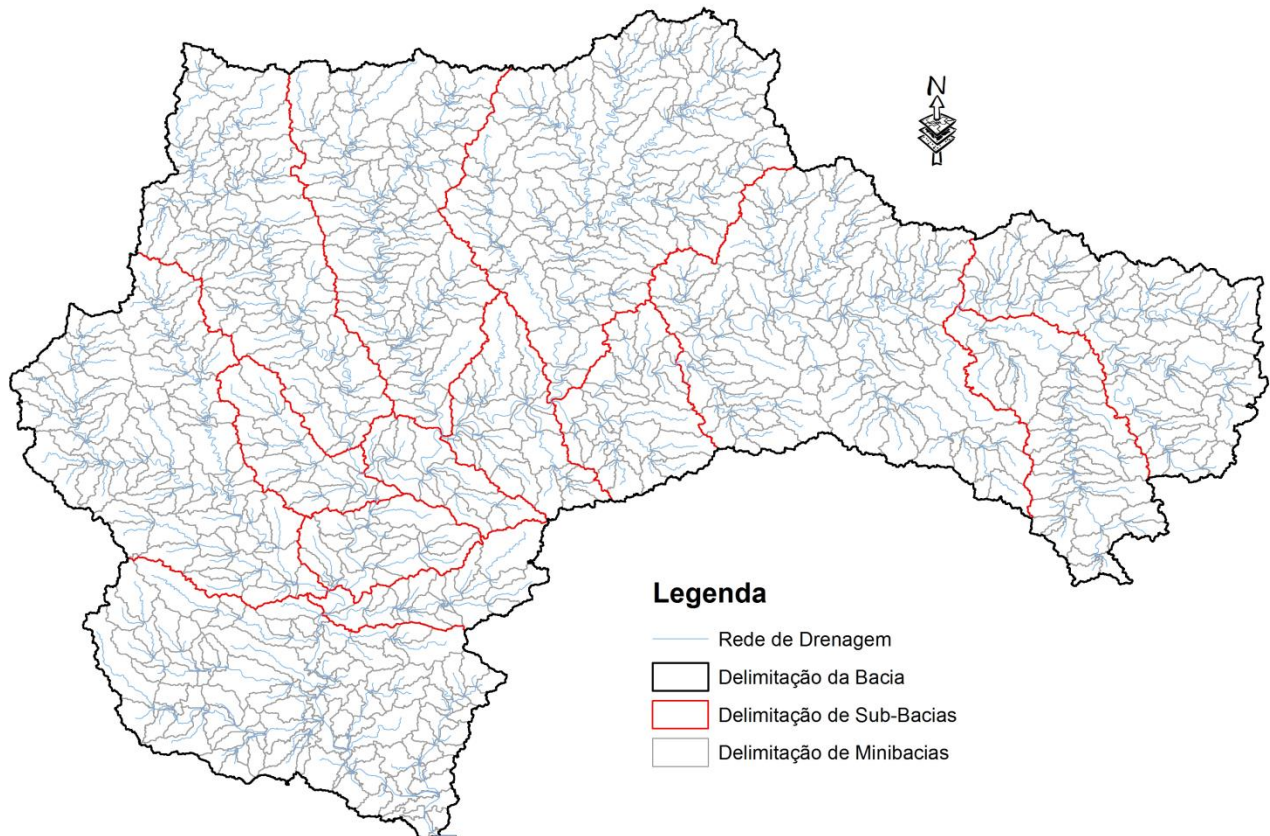 N
Legenda
Rede de Drenagem
Delimitação da Bacia
Delimitação de Sub-Bacias
Delimitação de Minibacias